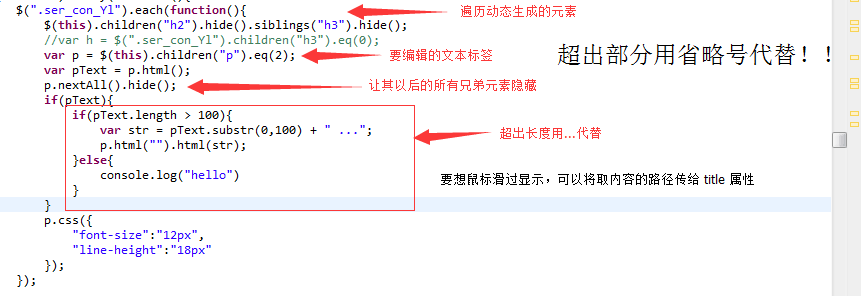 $(".ser_con_Yl").each(function(){ 遍历动态生成的元素
$(this).children("h2").hide().siblings("h3").hide();
//var h = $(".ser_con_Yl").children("h3").eq(0);
var p = $(this).children("p").eq(2); 要编辑的文本标签 超出部分用省略号代替！！
var pText = p.html();
p.nextAll().hide(); 让其以后的所有兄弟元素隐藏
if(pText){
if(pText.length > 100){
var str = pText.substr(0,100) + " ..."; 超出长度用...代替
p.html("").html(str);
}else{
console.log("hello") 要想鼠标滑过显示，可以将取内容的路径传给 title 属性
}
}
p.css({
"font-size":"12px",
"line-height":"18px"
});
});